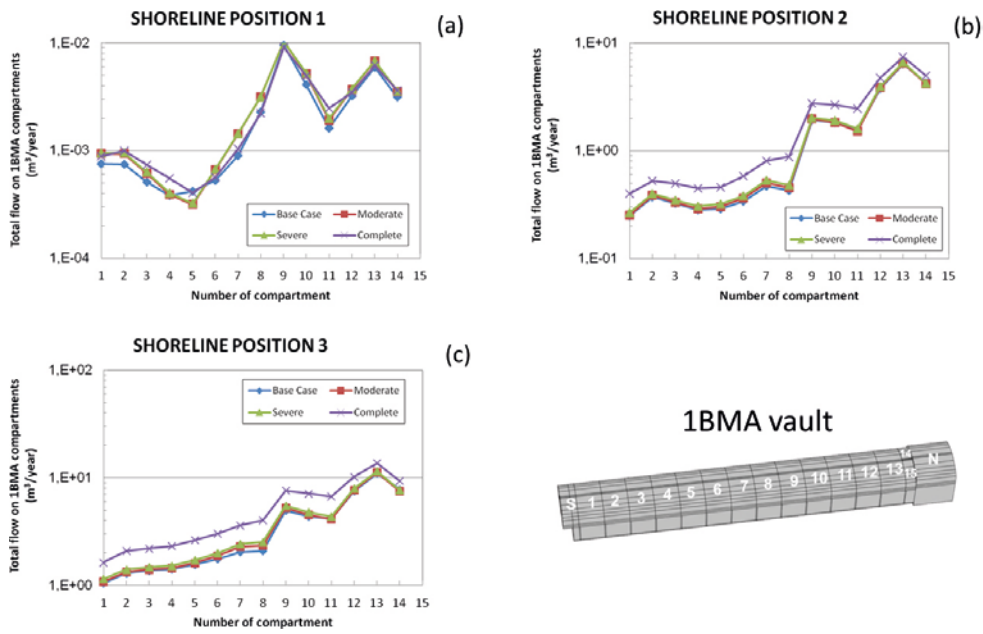 SHORELINE POSITION 1
(a)
Total flow on 1BMA compartments
(m³/year)
1,E-02
1,E-03
1,E-04
Base Case
Moderate
Severe
Complete
1 2 3 4 5 6 7 8 9 10 11 12 13 14 15
Number of compartment
SHORELINE POSITION 2
(b)
Total flow on 1BMA compartments
(m³/year)
1,E+01
1,E+00
1,E-01
Base Case
Moderate
Severe
Complete
1 2 3 4 5 6 7 8 9 10 11 12 13 14 15
Number of compartment
SHORELINE POSITION 3
(c)
Total flow on 1BMA compartments
(m³/year)
1,E+02
1,E+01
1,E+00
Base Case
Moderate
Severe
Complete
1 2 3 4 5 6 7 8 9 10 11 12 13 14 15
Number of compartment
1BMA vault
S 1 2 3 4 5 6 7 8 9 10 11 12 13 14 15 N